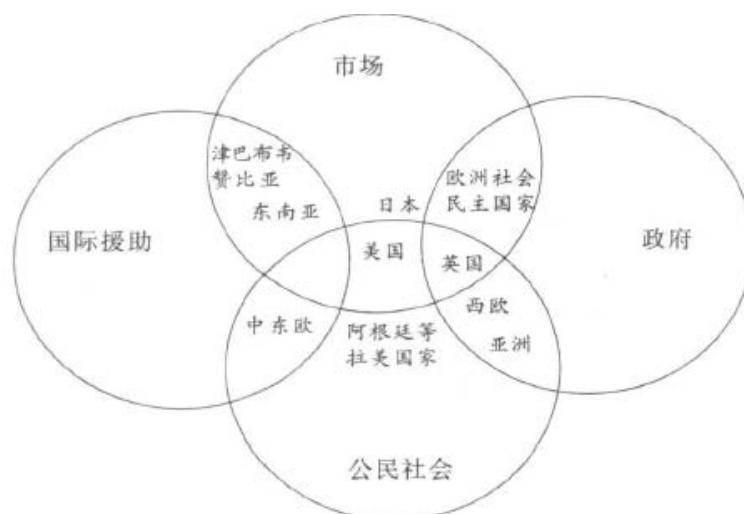 市场
津巴布韦
赞比亚
东南亚
日本
欧洲社会
民主国家
国际援助
美国
英国
政府
中东欧
阿根廷等
拉美国家
西欧
亚洲
公民社会